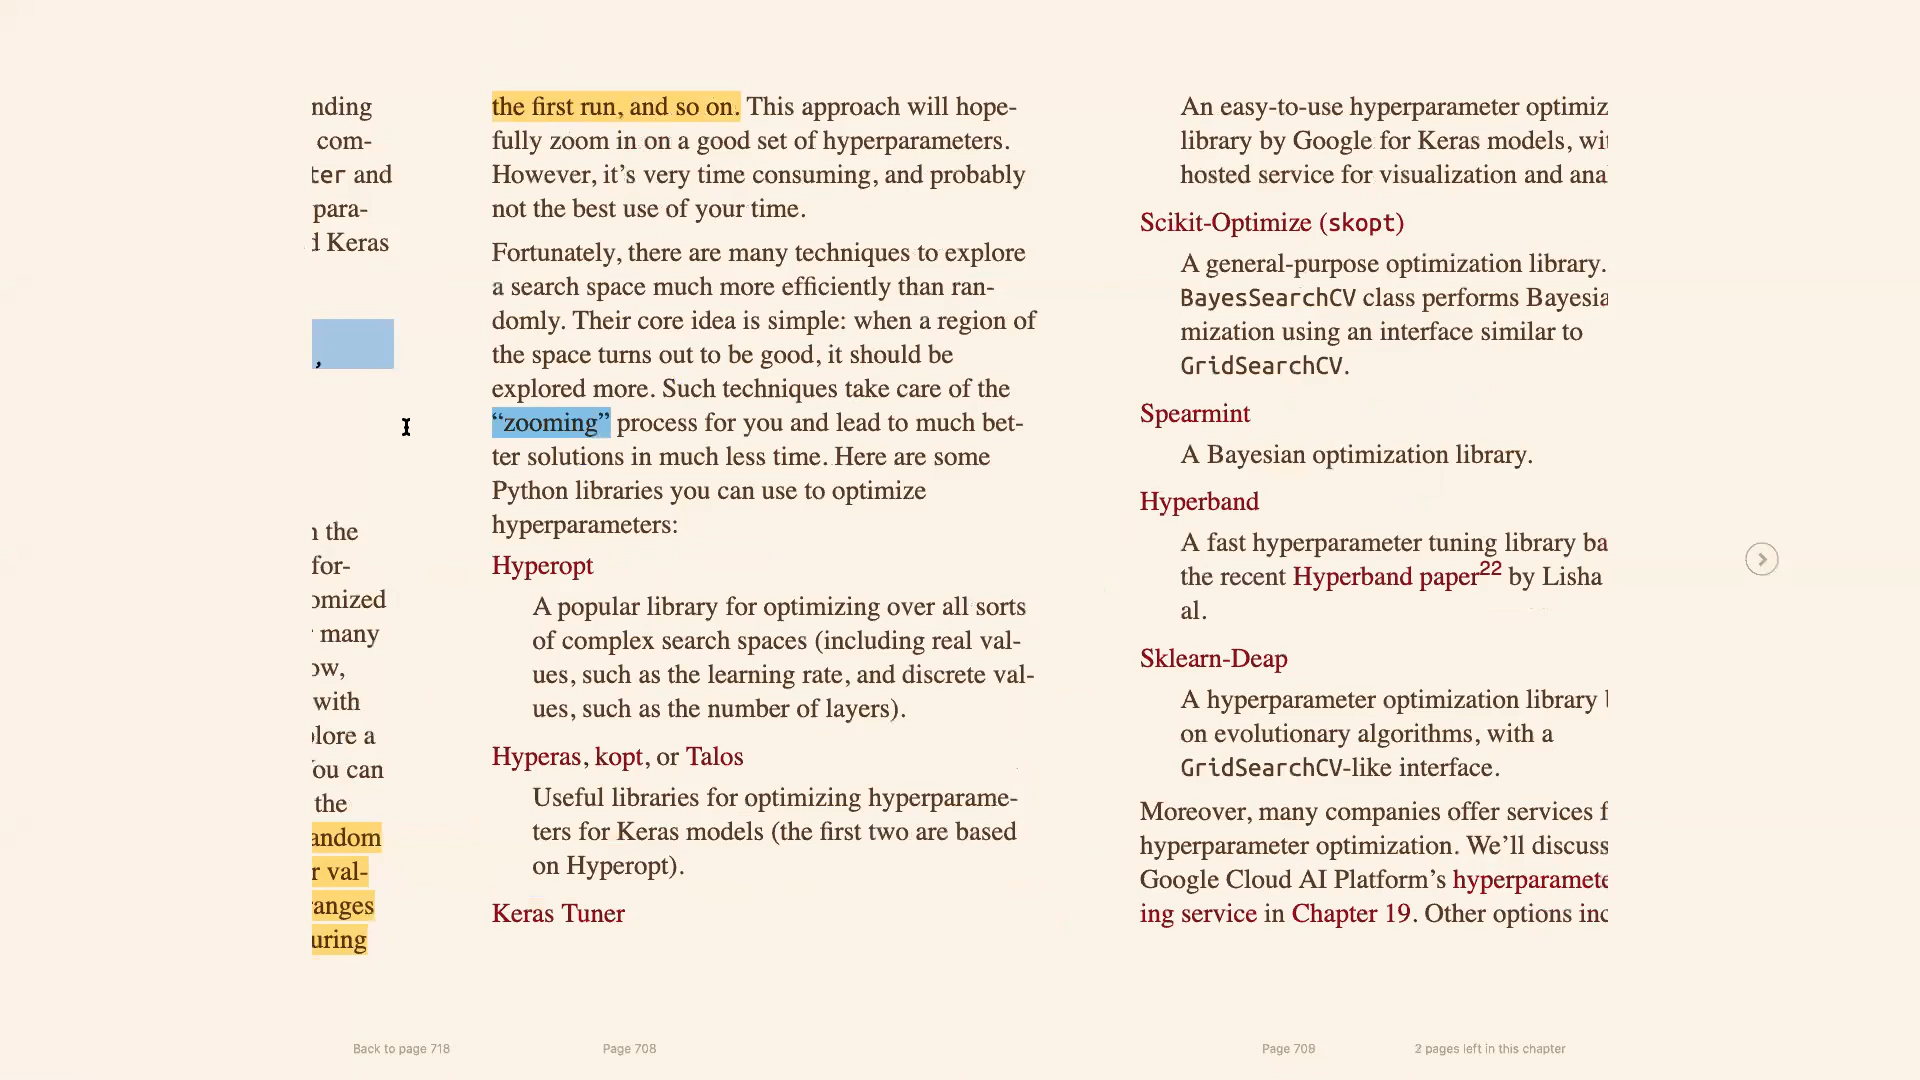 nding
com-
ter and
para-
d Keras
,
n the
for-
omized
many
ow,
with
plore a
You can
the
andom
r val-
ranges
uring
the first run, and so on. This approach will hope-
fully zoom in on a good set of hyperparameters.
However, it’s very time consuming, and probably
not the best use of your time.
Fortunately, there are many techniques to explore
a search space much more efficiently than ran-
domly. Their core idea is simple: when a region of
the space turns out to be good, it should be
explored more. Such techniques take care of the
“zooming” process for you and lead to much bet-
ter solutions in much less time. Here are some
Python libraries you can use to optimize
hyperparameters:
Hyperopt
A popular library for optimizing over all sorts
of complex search spaces (including real val-
ues, such as the learning rate, and discrete val-
ues, such as the number of layers).
Hyperas, kopt, or Talos
Useful libraries for optimizing hyperparame-
ters for Keras models (the first two are based
on Hyperopt).
Keras Tuner
An easy-to-use hyperparameter optimiz
library by Google for Keras models, wit
hosted service for visualization and ana
Scikit-Optimize (skopt)
A general-purpose optimization library.
BayesSearchCV class performs Bayesia
mization using an interface similar to
GridSearchCV.
Spearmint
A Bayesian optimization library.
Hyperband
A fast hyperparameter tuning library ba
the recent Hyperband paper22 by Lisha
al.
Sklearn-Deap
A hyperparameter optimization library
on evolutionary algorithms, with a
GridSearchCV-like interface.
Moreover, many companies offer services f
hyperparameter optimization. We’ll discuss
Google Cloud AI Platform’s hyperparamete
ing service in Chapter 19. Other options inc
Back to page 718
Page 708
Page 709
2 pages left in this chapter